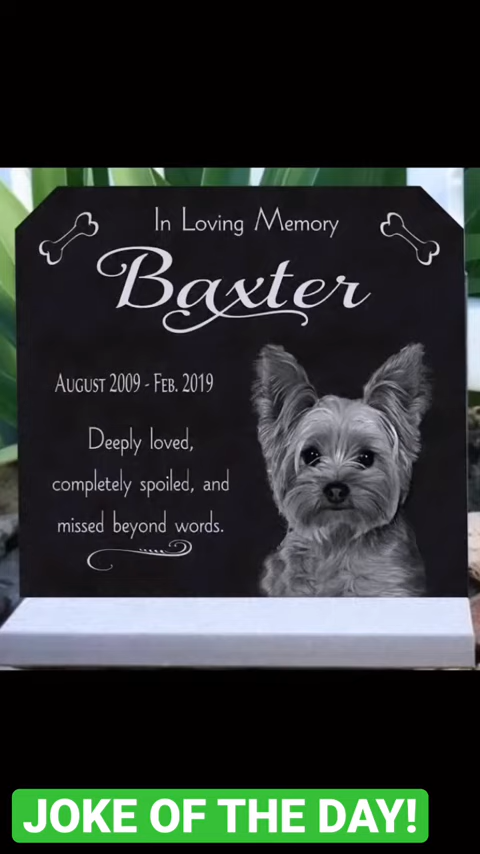 In Loving Memory
Baxter
August 2009 - Feb. 2019
Deeply loved,
completely spoiled, and
missed beyond words.
JOKE OF THE DAY!